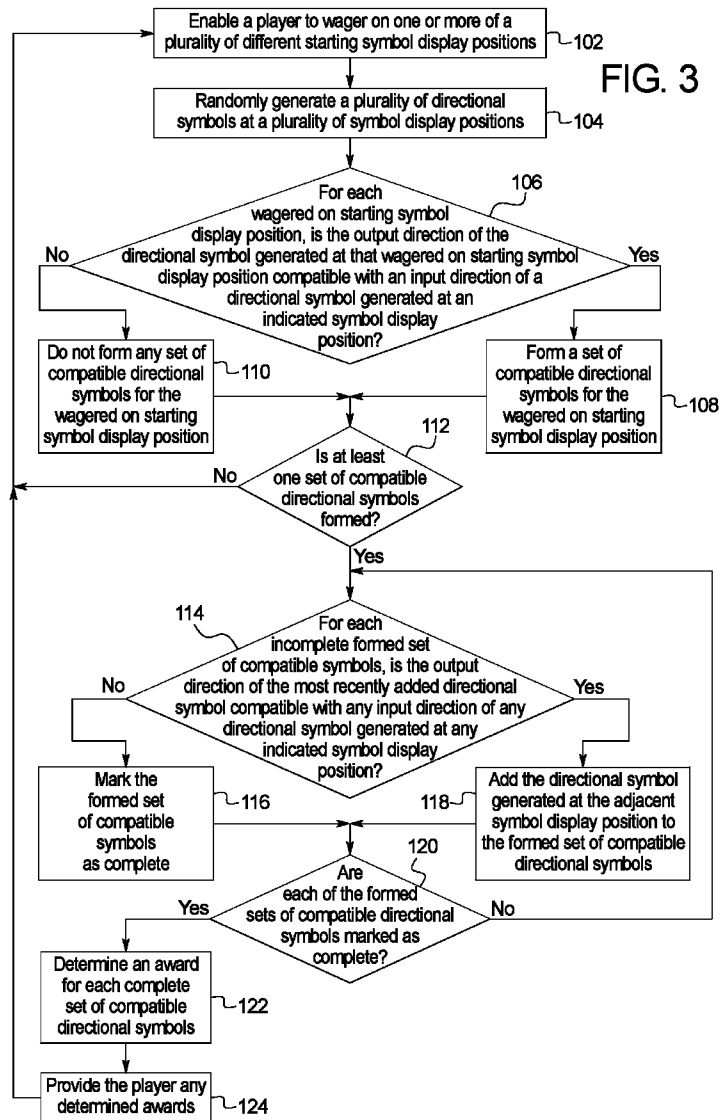 Enable a player to wager on one or more of a
plurality of different starting symbol display positions
102
FIG. 3
Randomly generate a plurality of directional
symbols at a plurality of symbol display positions
104
For each
wagered on starting symbol
display position, is the output direction of the
directional symbol generated at that wagered on starting symbol
display position compatible with an input direction of a
directional symbol generated at an
indicated symbol display
position?
106
No
Yes
Do not form any set of
compatible directional
symbols for the
wagered on starting
symbol display position
110
Form a set of
compatible directional
symbols for the
wagered on starting
symbol display position
108
Is at least
one set of compatible
directional symbols
formed?
112
No
Yes
For each
incomplete formed set
of compatible symbols, is the output
direction of the most recently added directional
symbol compatible with any input direction of any
directional symbol generated at any
indicated symbol display
position?
114
No
Yes
Mark the
formed set
of compatible
symbols
as complete
116
Add the directional symbol
generated at the adjacent
symbol display position to
the formed set of compatible
directional symbols
118
Are
each of the formed
sets of compatible directional
symbols marked as
complete?
120
Yes
No
Determine an award
for each complete
set of compatible
directional symbols
122
Provide the player any
determined awards
124